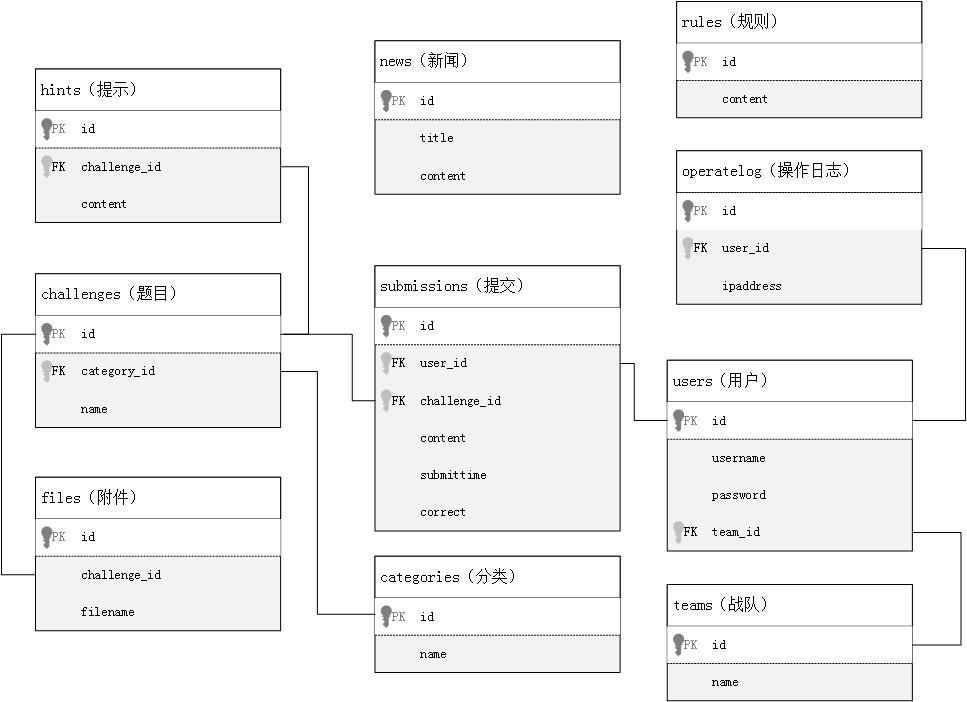 hints（提示）
PK id
FK challenge_id
content
challenges（题目）
PK id
FK category_id
name
files（附件）
PK id
challenge_id
filename
news（新闻）
PK id
title
content
submissions（提交）
PK id
FK user_id
FK challenge_id
content
submittime
correct
categories（分类）
PK id
name
rules（规则）
PK id
content
operatelog（操作日志）
PK id
FK user_id
ipaddress
users（用户）
PK id
username
password
FK team_id
teams（战队）
PK id
name